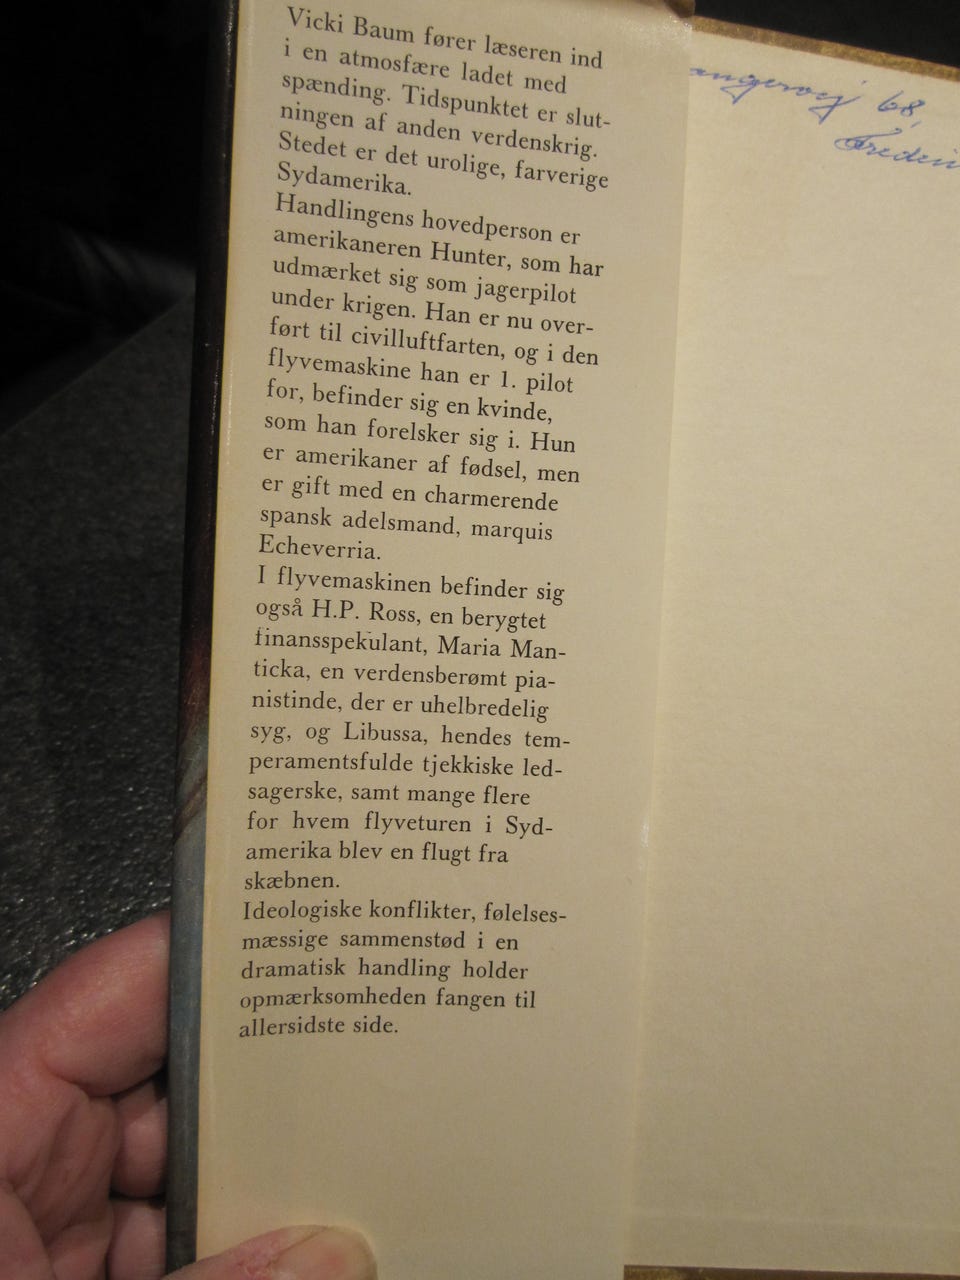 Vicki Baum fører læseren ind
i en atmosfære ladet med
spænding. Tidspunktet er slut-
ningen af anden verdenskrig.
Stedet er det urolige, farverige
Sydamerika.
Handlingens hovedperson er
amerikaneren Hunter, som har
udmærket sig som jagerpilot
under krigen. Han er nu over-
ført til civilluftfarten, og i den
flyvemaskine han er 1. pilot
for, befinder sig en kvinde,
som han forelsker sig i. Hun
er amerikaner af fødsel, men
er gift med en charmerende
spansk adelsmand, marquis
Echeverria.
I flyvemaskinen befinder sig
også H.P. Ross, en berygtet
finansspekulant, Maria Man-
ticka, en verdensberømt pia-
nistinde, der er uhelbredelig
syg, og Libussa, hendes tem-
peramentsfulde tjekkiske led-
sagerske, samt mange flere
for hvem flyveturen i Syd-
amerika blev en flugt fra
skæbnen.
Ideologiske konflikter, følelses-
mæssige sammenstød i en
dramatisk handling holder
opmærksomheden fangen til
allersidste side.
68,